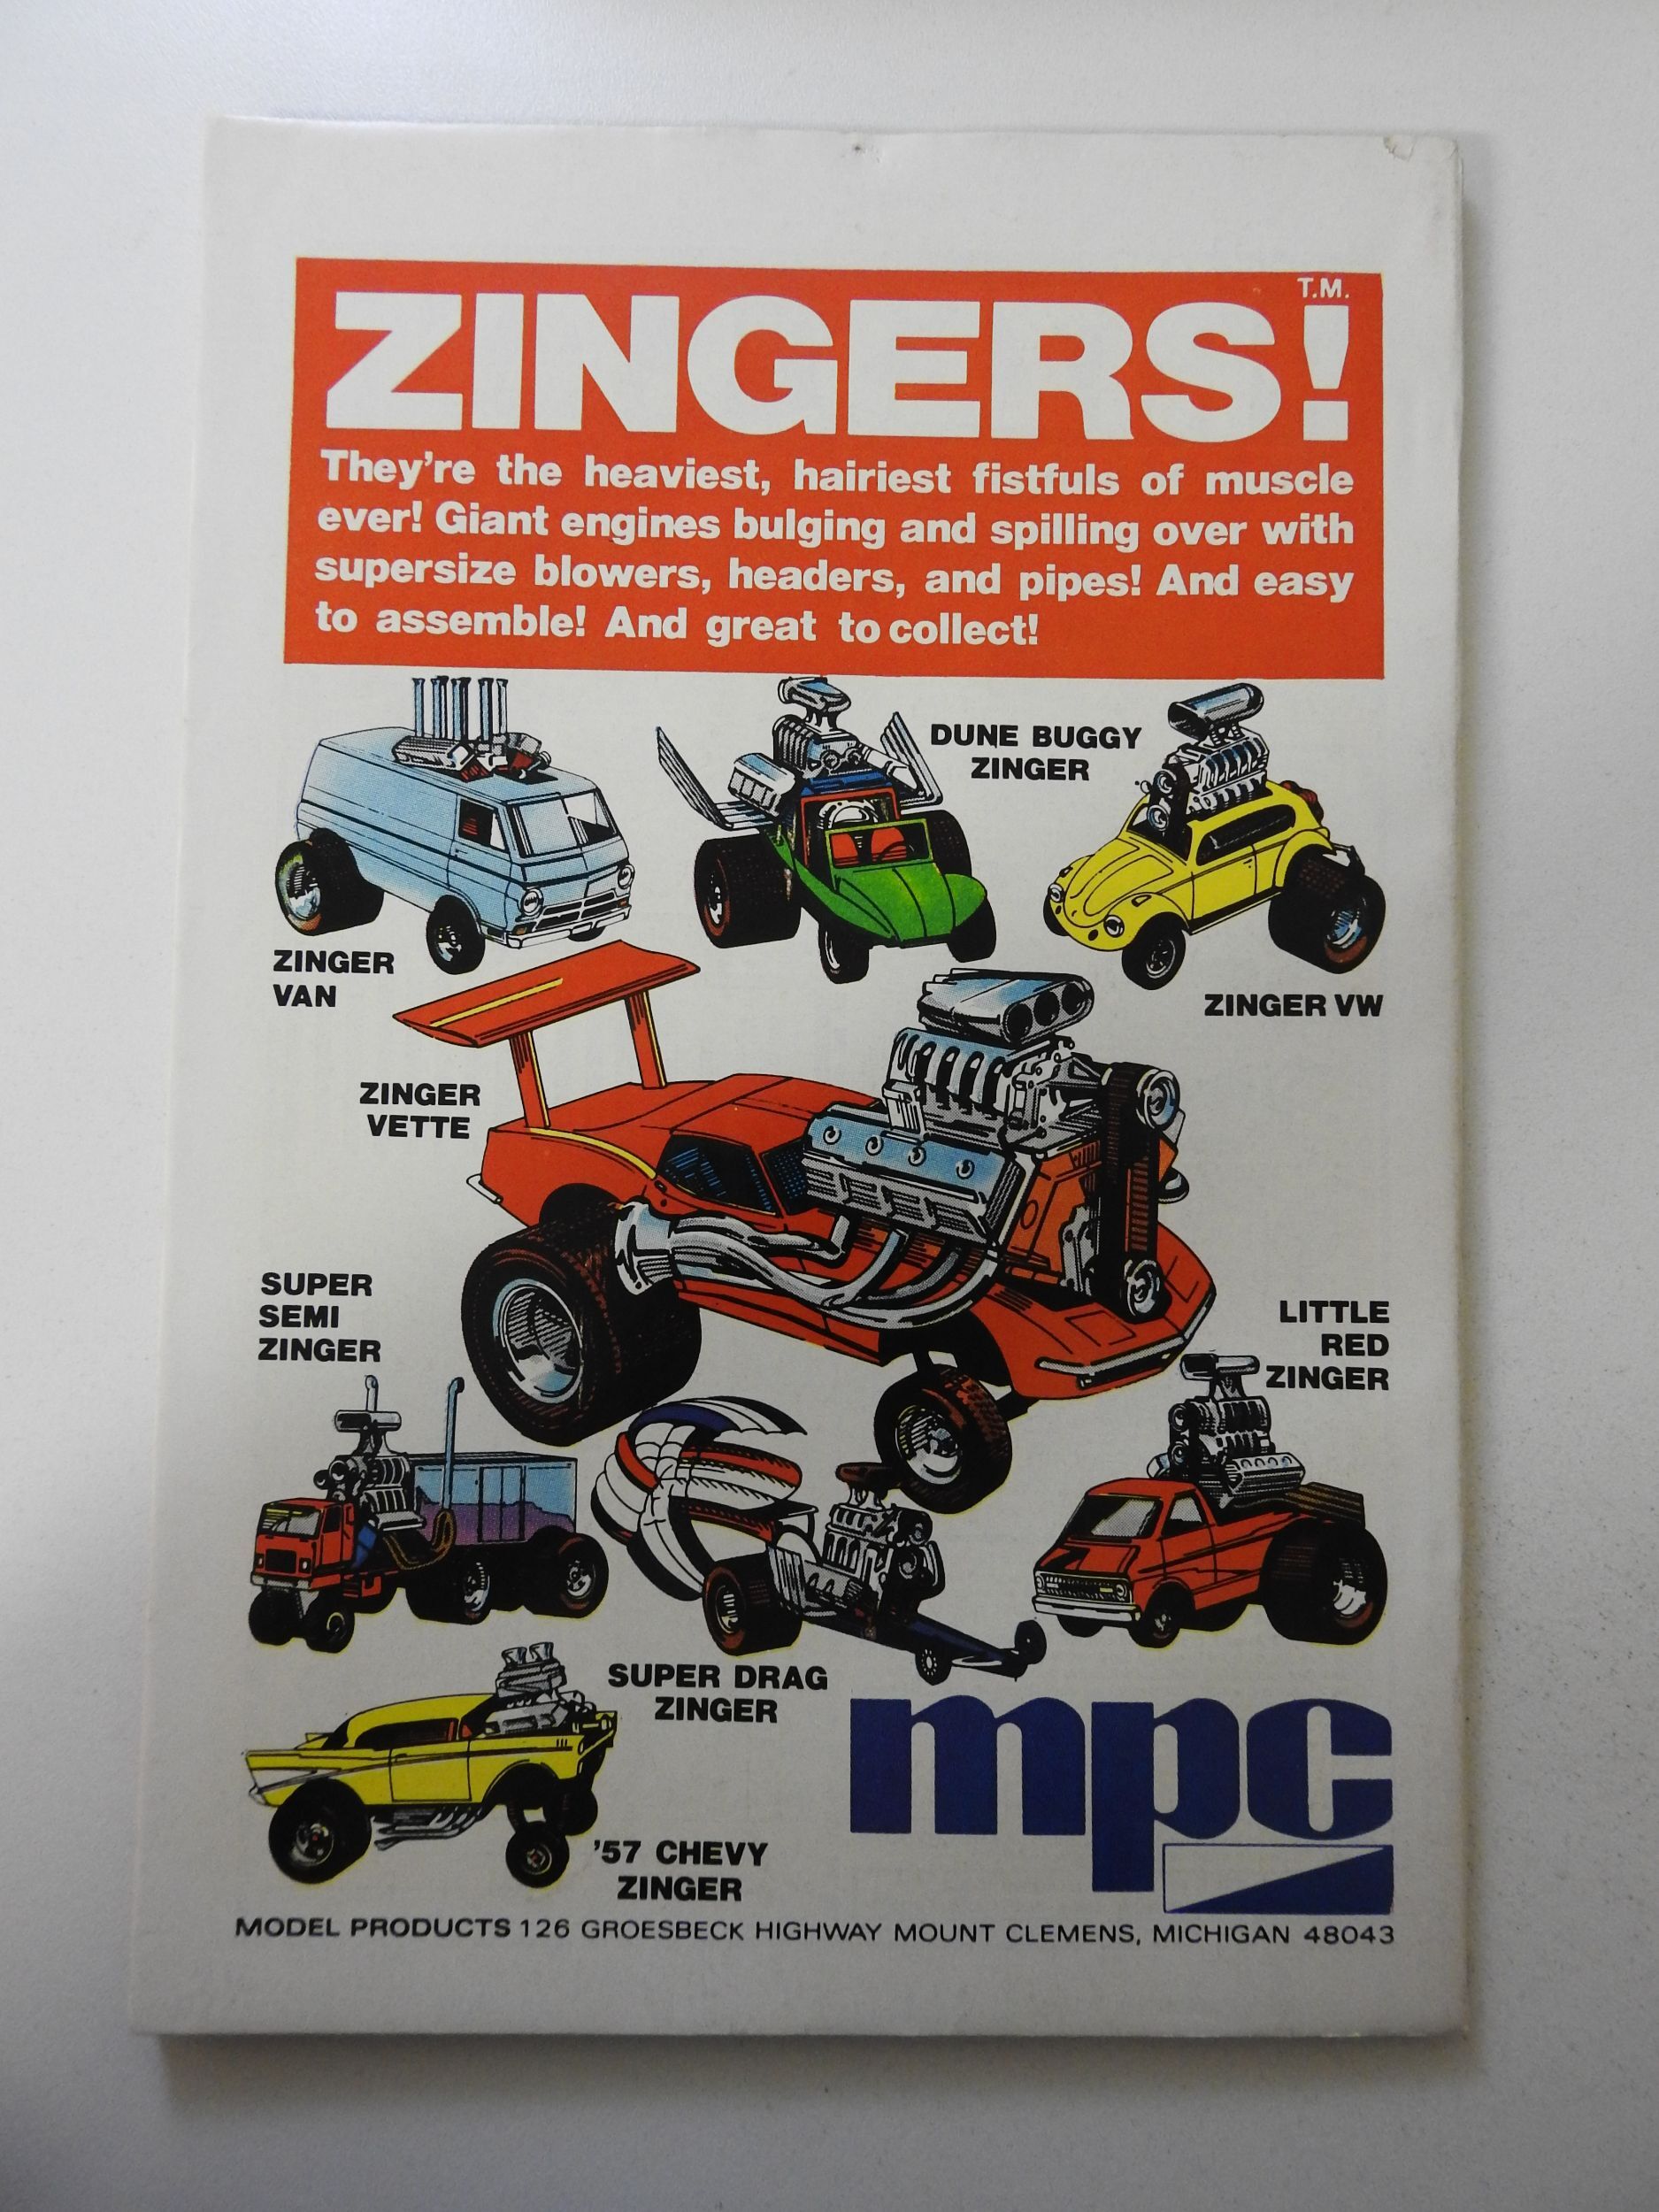 ZINGERS!
T.M.
They're the heaviest, hairiest fistfuls of muscle
ever! Giant engines bulging and spilling over with
supersize blowers, headers, and pipes! And easy
to assemble! And great to collect!
DUNE BUGGY
ZINGER
ZINGER
VAN
ZINGER VW
ZINGER
VETTE
SUPER
SEMI
ZINGER
LITTLE
RED
ZINGER
SUPER DRAG
ZINGER
mpc
'57 CHEVY
ZINGER
MODEL PRODUCTS 126 GROESBECK HIGHWAY MOUNT CLEMENS, MICHIGAN 48043